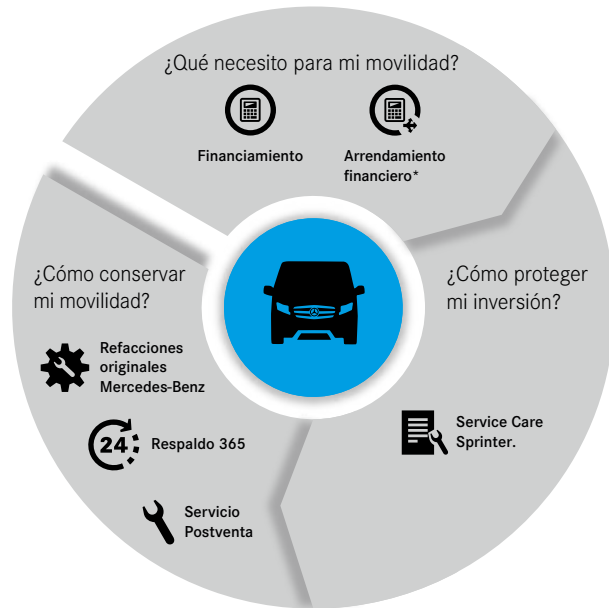 ¿Qué necesito para mi movilidad?
Financiamiento
Arrendamiento
financiero*
¿Cómo proteger
mi inversión?
Service Care
Sprinter.
¿Cómo conservar
mi movilidad?
Refacciones
originales
Mercedes-Benz
24
Respaldo 365
Servicio
Postventa